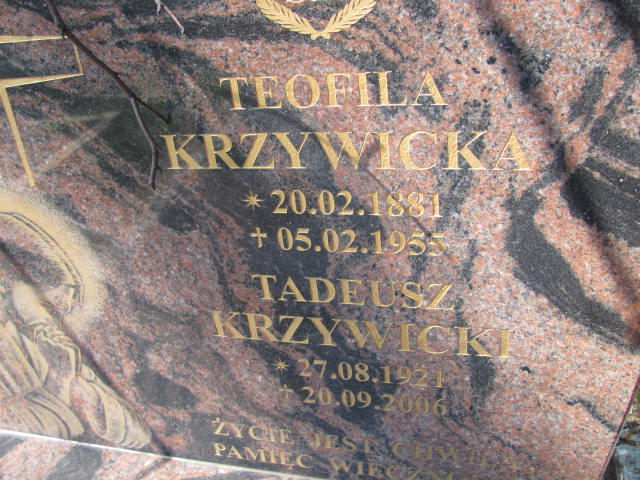 TEOFILA
KRZYWICKA
* 20.02.1881
† 05.02.1955
TADEUSZ
KRZYWICKI
* 27.08.1921
† 20.09.2006
ŻYCIE JEST CHWILĄ,
PAMIĘĆ